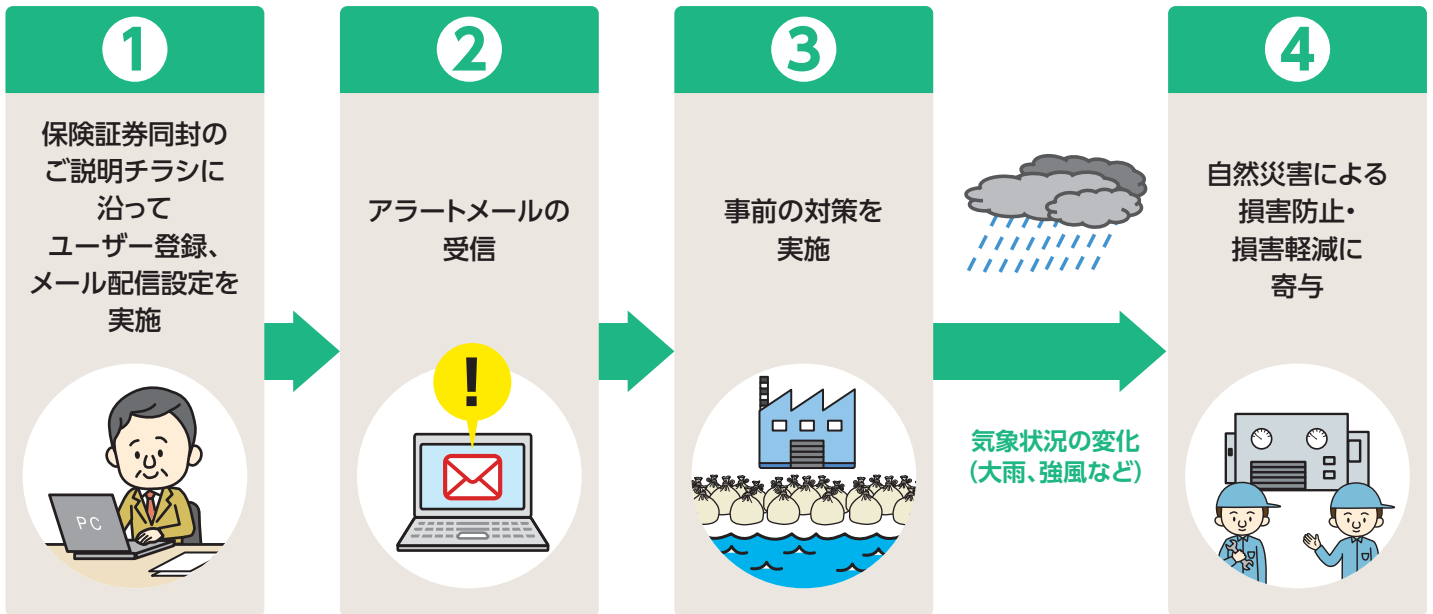 1
保険証券同封の
ご説明チラシに
沿って
ユーザー登録、
メール配信設定を
実施
PC
2
アラートメールの
受信
!
3
事前の対策を
実施
気象状況の変化
（大雨、強風など）
4
自然災害による
損害防止・
損害軽減に
寄与